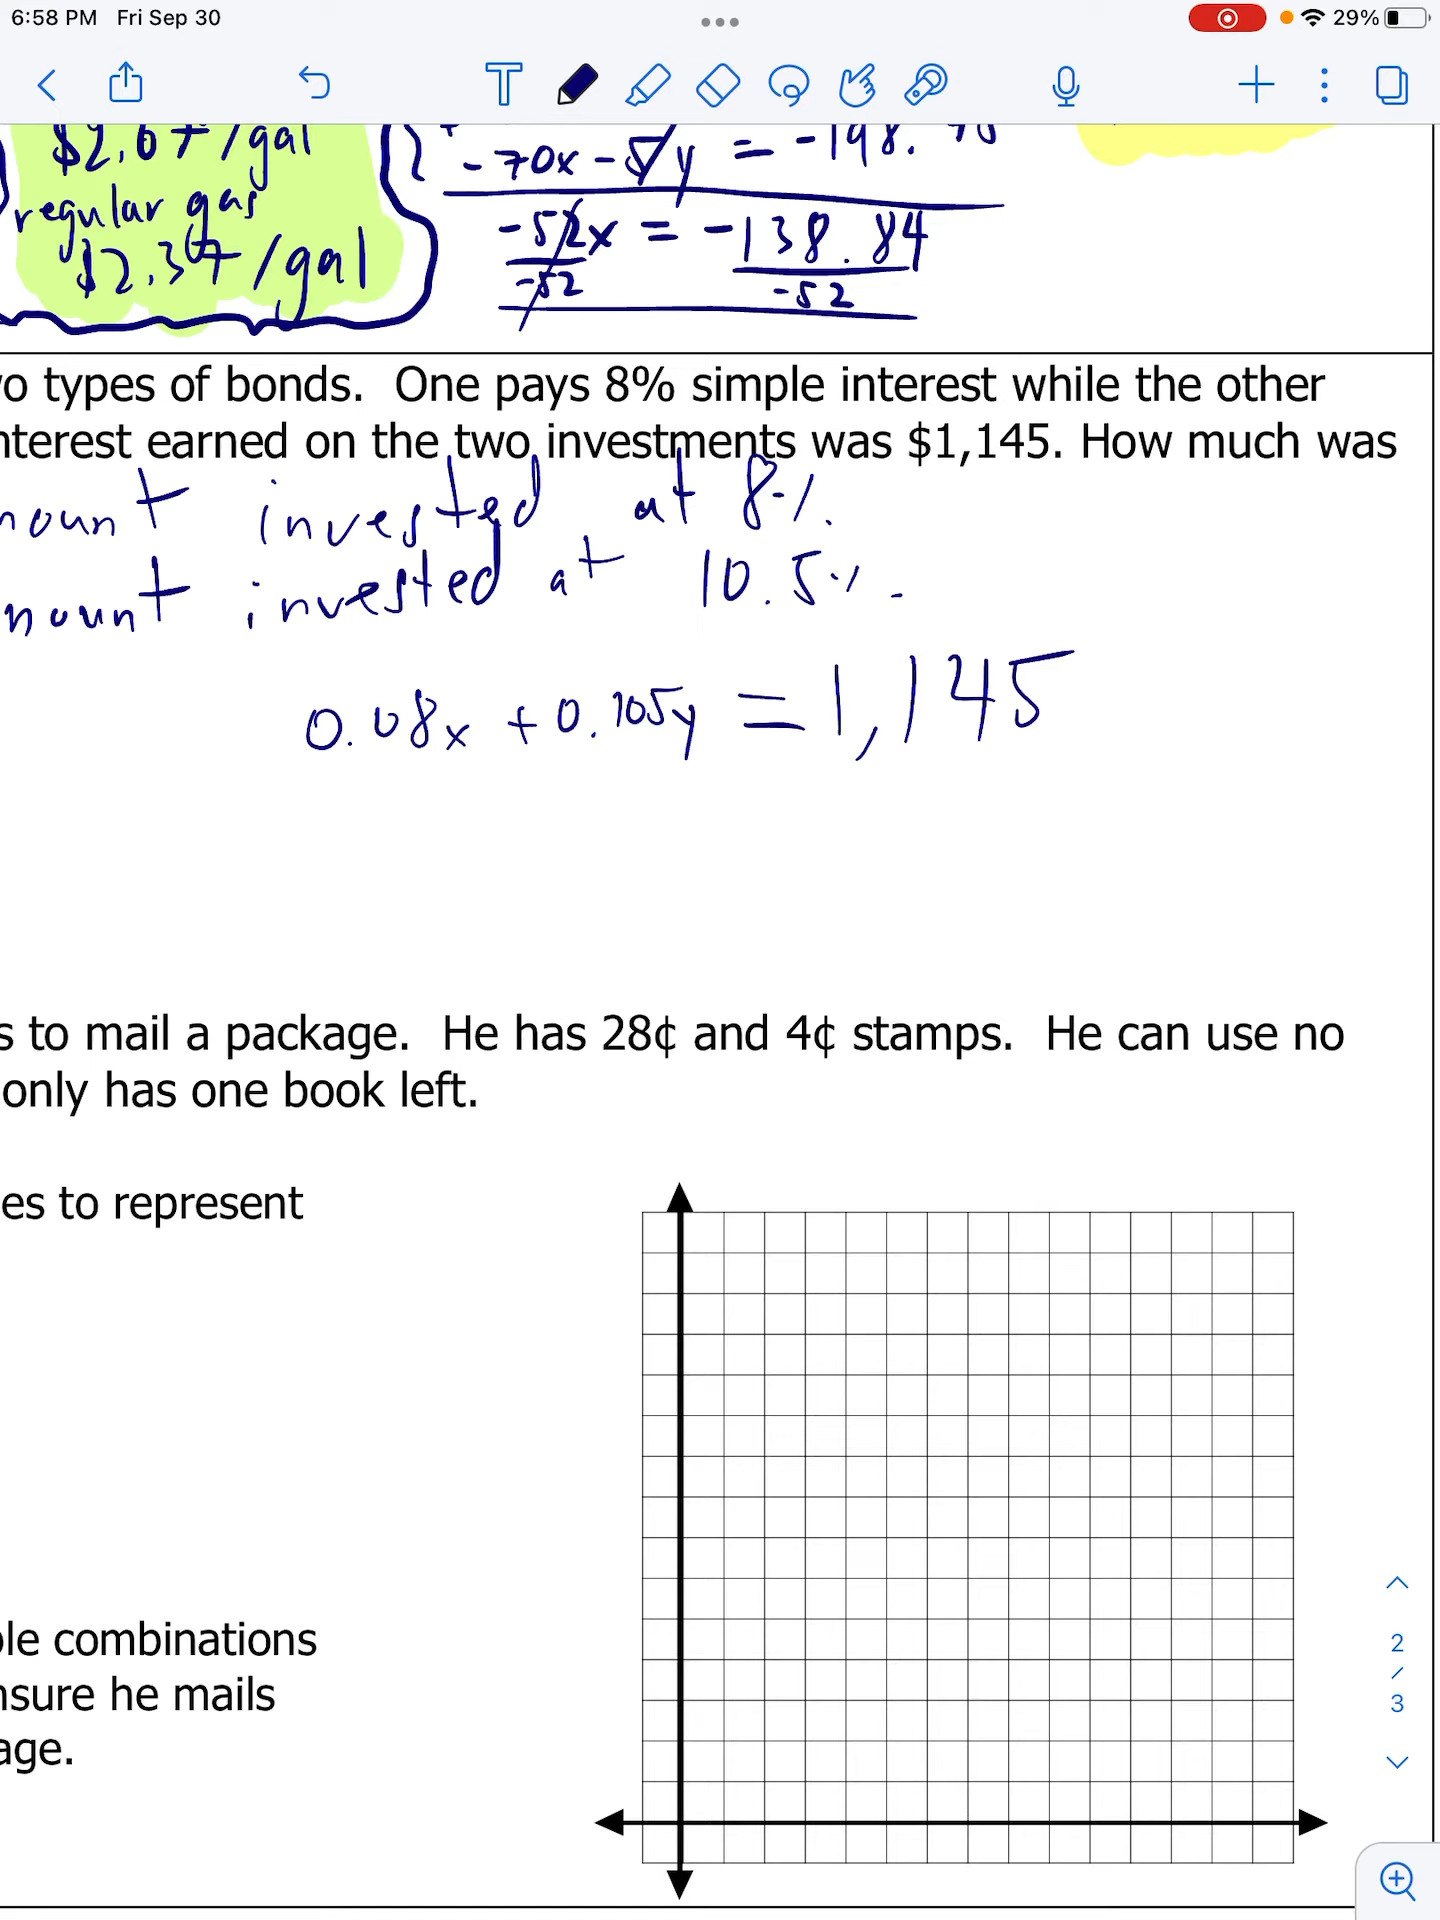 6:58 PM Fri Sep 30
29%
$2.67/gal
regular gas
$2.37/gal
-70x - 5y = -198.
-52x = -138.84
-52 -52
o types of bonds. One pays 8% simple interest while the other
nterest earned on the two investments was $1,145. How much was
mount invested at 8%.
mount invested at 10.5%.
0.08x + 0.105y = 1,145
s to mail a package. He has 28¢ and 4¢ stamps. He can use no
only has one book left.
es to represent
ble combinations
nsure he mails
age.
2
/
3